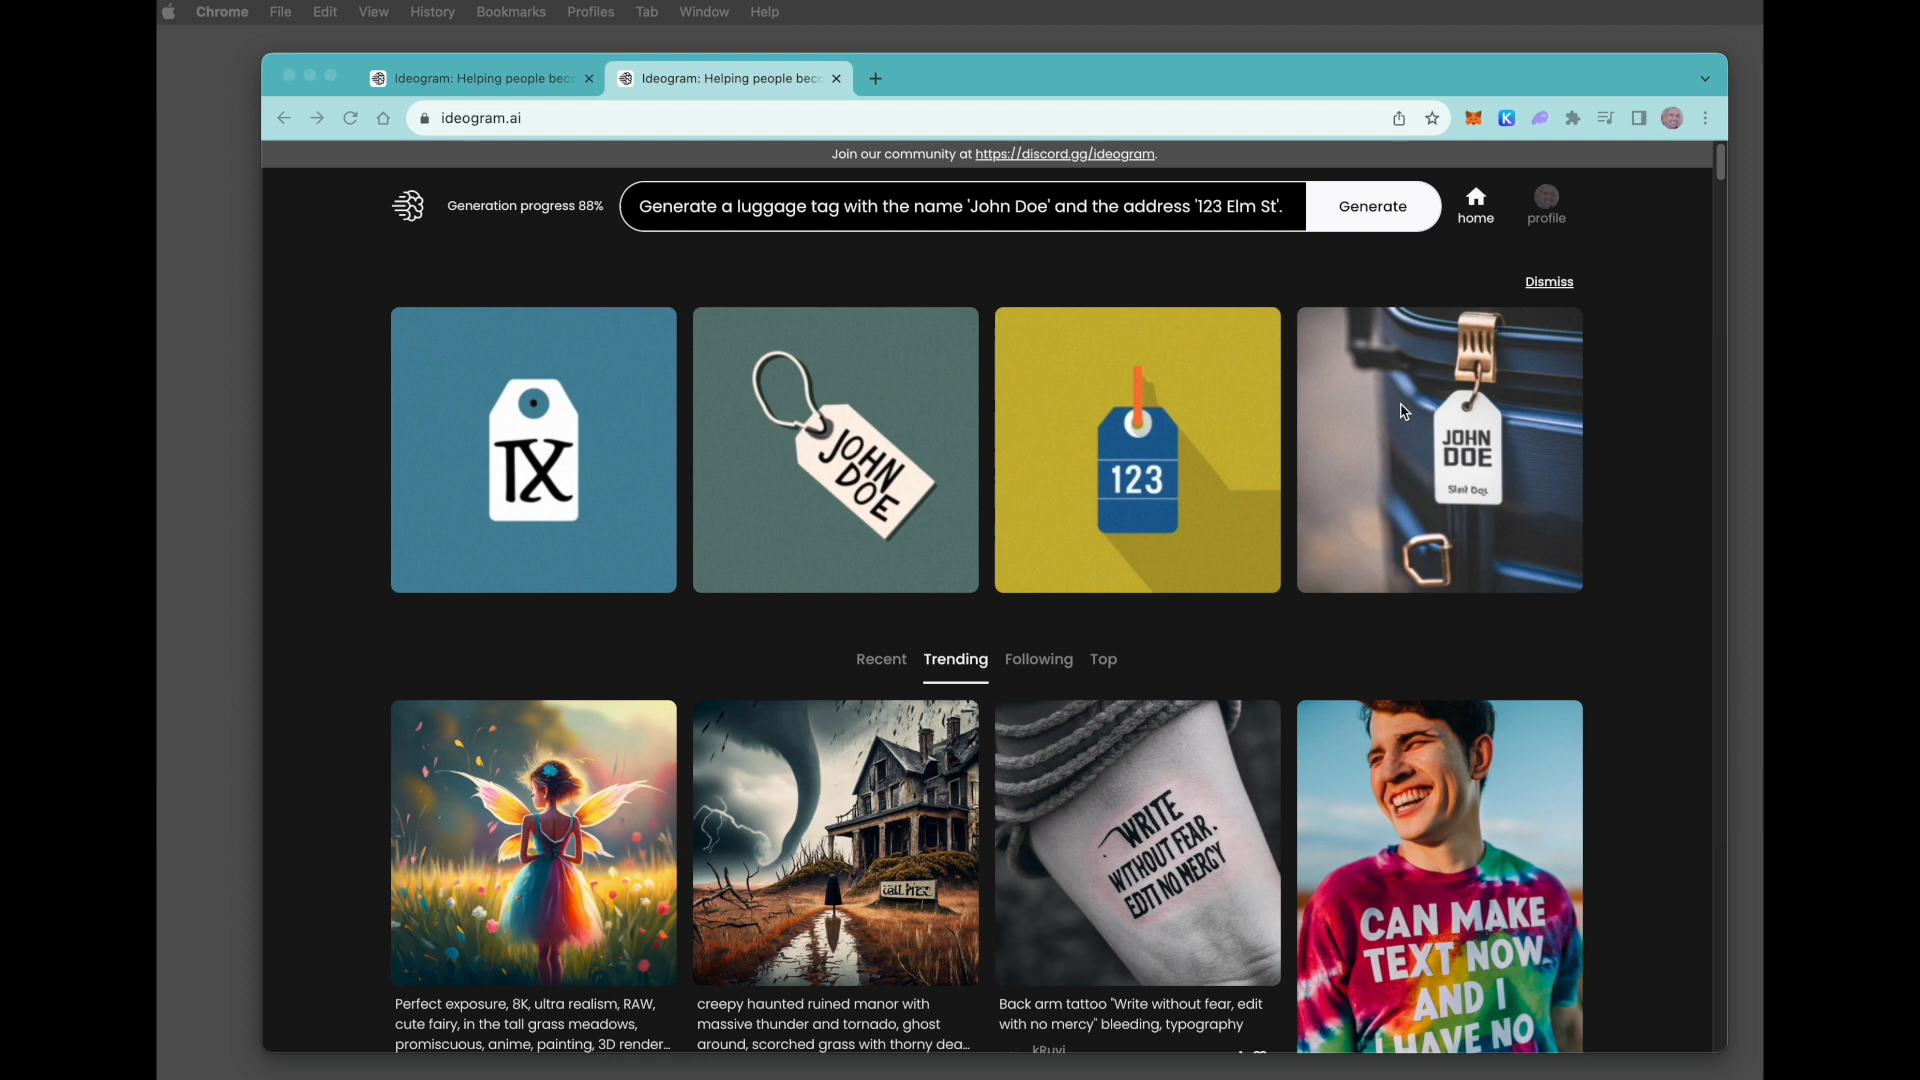 Chrome File Edit View History Bookmarks Profiles Tab Window Help
Ideogram: Helping people bec
Ideogram: Helping people bec
ideogram.ai
K
Join our community at https://discord.gg/ideogram.
Generation progress 88%
Generate a luggage tag with the name 'John Doe' and the address '123 Elm St'.
Generate
home
profile
Dismiss
IX
JOHN
DOE
123
JOHN
DOE
Recent Trending Following Top
WRITE
WITHOUT FEAR.
EDTI NO MERCY
CAN MAKE
TEXT NOW
AND I
HAVE NO
Perfect exposure, 8K, ultra realism, RAW,
cute fairy, in the tall grass meadows,
promiscuous, anime, painting, 3D render...
creepy haunted ruined manor with
massive thunder and tornado, ghost
around, scorched grass with thorny dea...
Back arm tattoo "Write without fear, edit
with no mercy" bleeding, typography
kRuvi